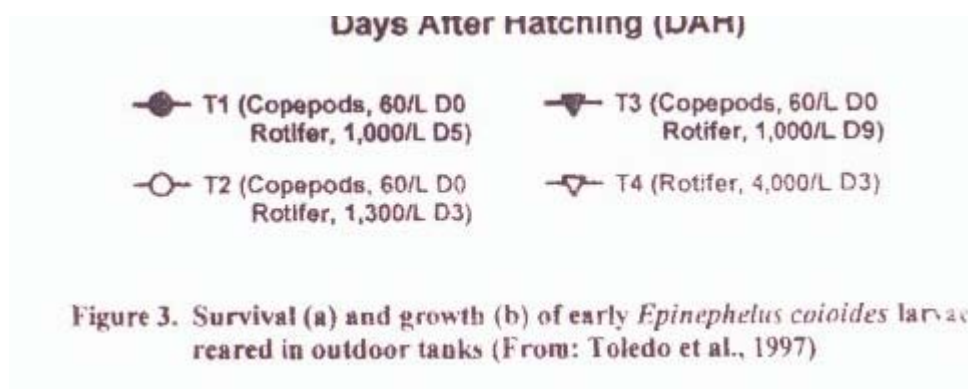 Days After Hatching (DAH)
T1 (Copepods, 60/L D0
Rotifer, 1,000/L D5)
T3 (Copepods, 60/L D0
Rotifer, 1,000/L D9)
T2 (Copepods, 60/L D0
Rotifer, 1,300/L D3)
T4 (Rotifer, 4,000/L D3)
Figure 3. Survival (a) and growth (b) of early Epinephelus coioides larvae
reared in outdoor tanks (From: Toledo et al., 1997)